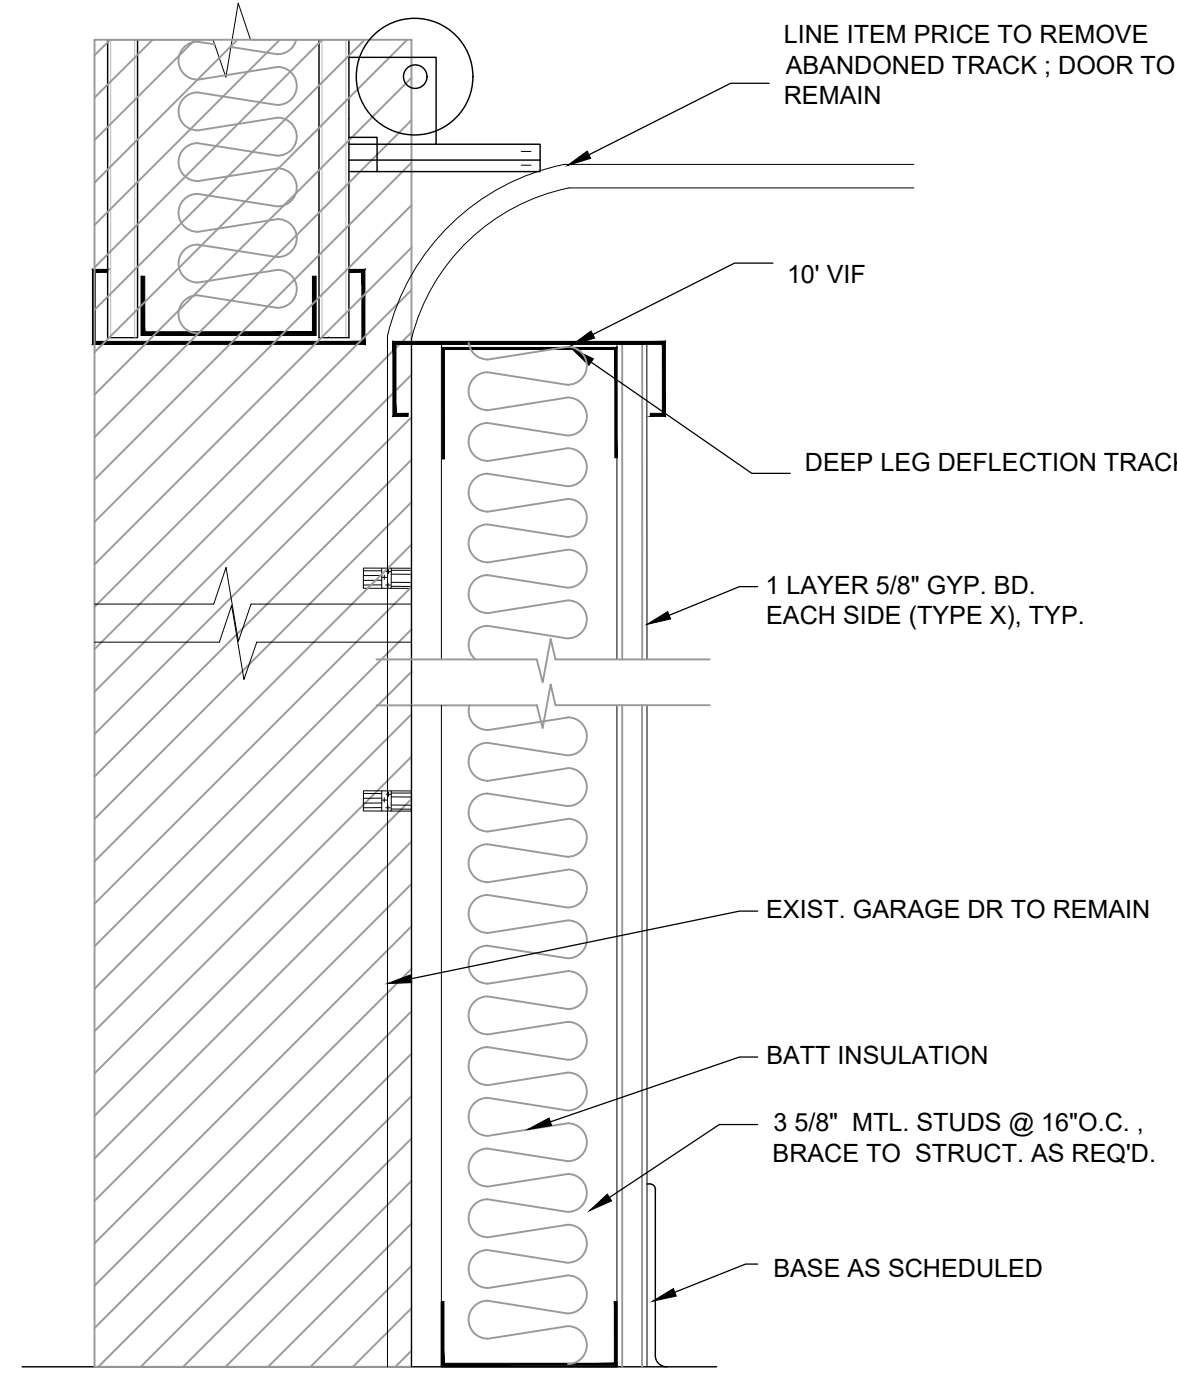 LINE ITEM PRICE TO REMOVE
ABANDONED TRACK ; DOOR TO
REMAIN
10' VIF
DEEP LEG DEFLECTION TRACK
1 LAYER 5/8" GYP. BD.
EACH SIDE (TYPE X), TYP.
EXIST. GARAGE DR TO REMAIN
BATT INSULATION
3 5/8" MTL. STUDS @ 16"O.C. ,
BRACE TO STRUCT. AS REQ'D.
BASE AS SCHEDULED